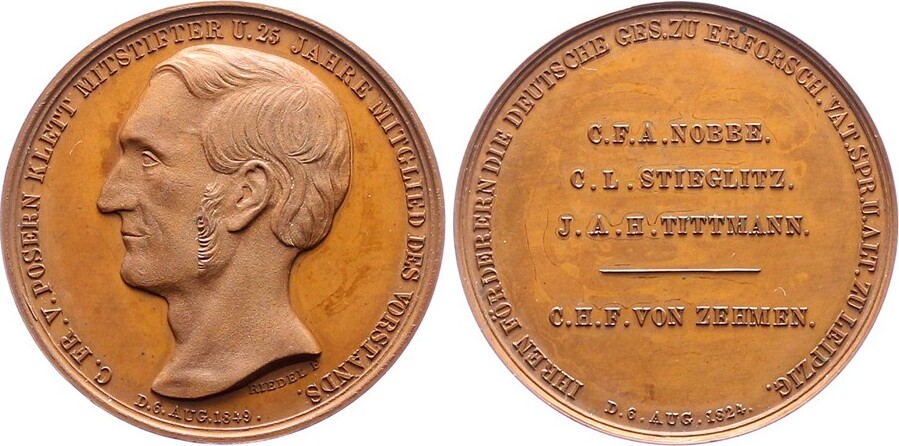 C. FR. V. POSERN KLETT MITSTIFTER U. 25 JAHRE MITGLIED DES VORSTANDS.
RIEDEL F
D. 6. AUG. 1849.
IHREN FÖRDERERN DIE DEUTSCHE GES. ZU ERFORSCH. VAT. SPR. U. ALT. ZU LEIPZIG.
C. F. A. NOBBE.
C. L. STIEGLITZ.
J. A. H. TITTMANN.
C. H. F. VON ZEHMEN.
D. 6. AUG. 1824.